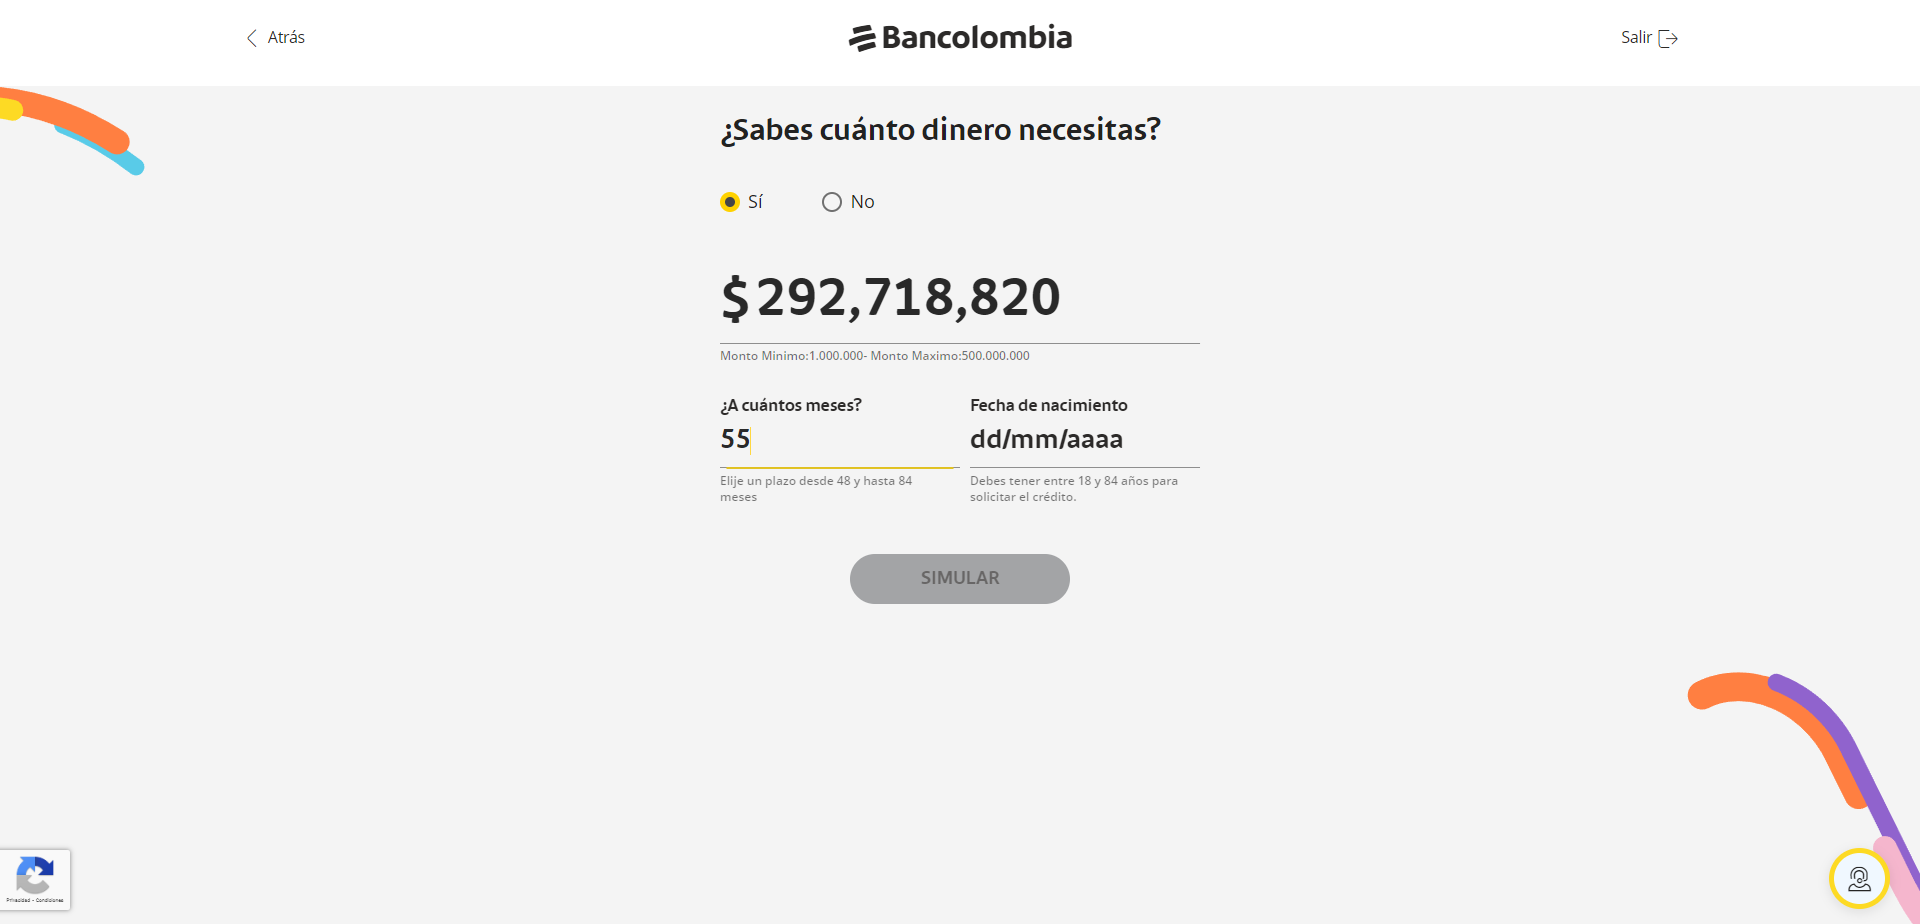 Atrás
Bancolombia
Salir
¿Sabes cuánto dinero necesitas?
Sí
No
$ 292,718,820
Monto Minimo:1.000.000- Monto Maximo:500.000.000
¿A cuántos meses?
55
Elije un plazo desde 48 y hasta 84
meses
Fecha de nacimiento
dd/mm/aaaa
Debes tener entre 18 y 84 años para
solicitar el crédito.
SIMULAR
Privacidad - Condiciones